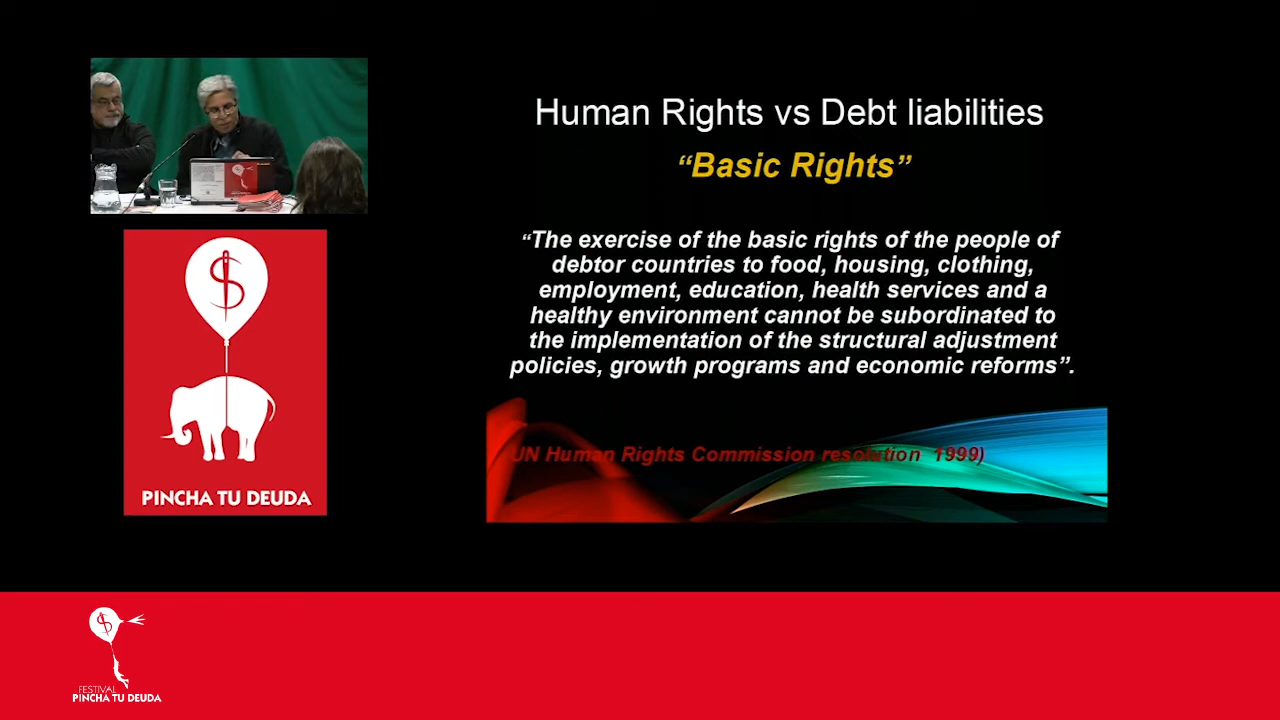 Human Rights vs Debt liabilities
“Basic Rights”
“The exercise of the basic rights of the people of
debtor countries to food, housing, clothing,
employment, education, health services and a
healthy environment cannot be subordinated to
the implementation of the structural adjustment
policies, growth programs and economic reforms”.
UN Human Rights Commission resolution 1999)
PINCHA TU DEUDA
FESTIVAL
PINCHA TU DEUDA